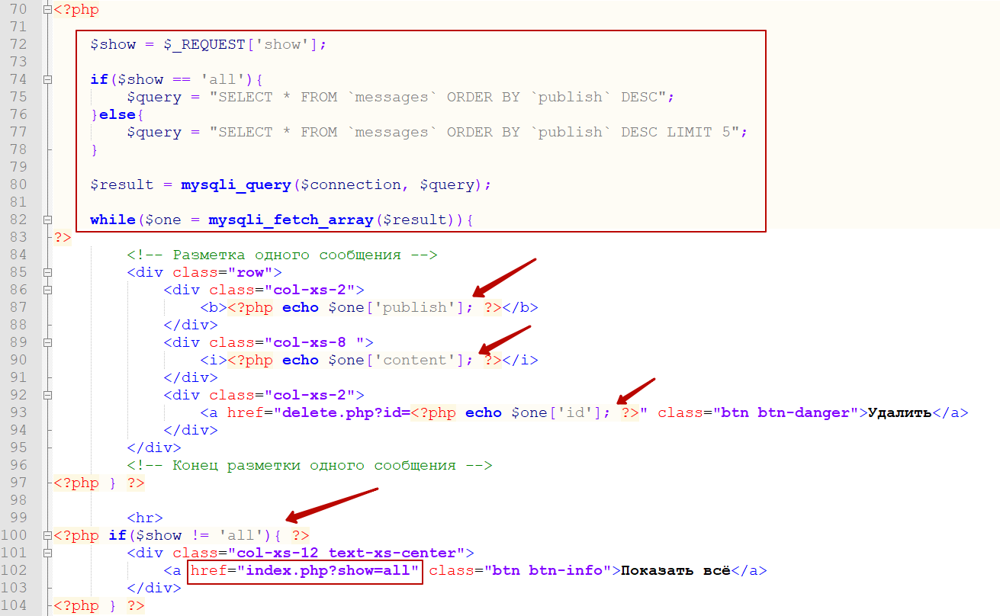 70 <?php
71
72 $show = $_REQUEST['show'];
73
74 if($show == 'all'){
75 $query = "SELECT * FROM `messages` ORDER BY `publish` DESC";
76 }else{
77 $query = "SELECT * FROM `messages` ORDER BY `publish` DESC LIMIT 5";
78 }
79
80 $result = mysqli_query($connection, $query);
81
82 while($one = mysqli_fetch_array($result)){
83 ?>
84 <!-- Разметка одного сообщения -->
85 <div class="row">
86 <div class="col-xs-2">
87 <b><?php echo $one['publish']; ?></b>
88 </div>
89 <div class="col-xs-8 ">
90 <i><?php echo $one['content']; ?></i>
91 </div>
92 <div class="col-xs-2">
93 <a href="delete.php?id=<?php echo $one['id']; ?>" class="btn btn-danger">Удалить</a>
94 </div>
95 </div>
96 <!-- Конец разметки одного сообщения -->
97 <?php } ?>
98
99 <hr>
100 <?php if($show != 'all'){ ?>
101 <div class="col-xs-12 text-xs-center">
102 <a href="index.php?show=all" class="btn btn-info">Показать всё</a>
103 </div>
104 <?php } ?>